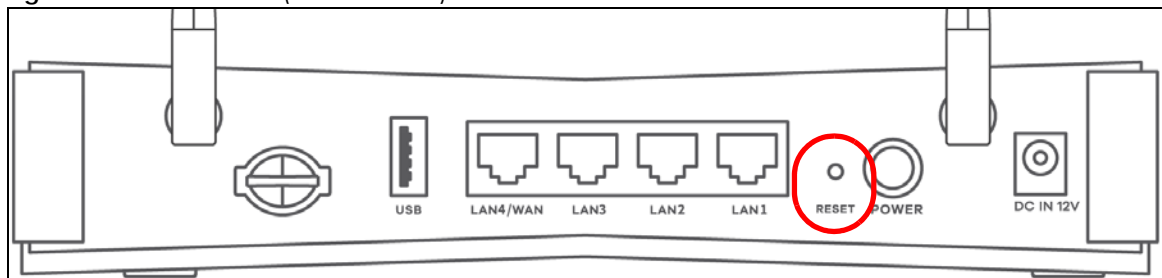 USB
LAN4/WAN
LAN3
LAN2
LAN1
RESET
POWER
DC IN 12V